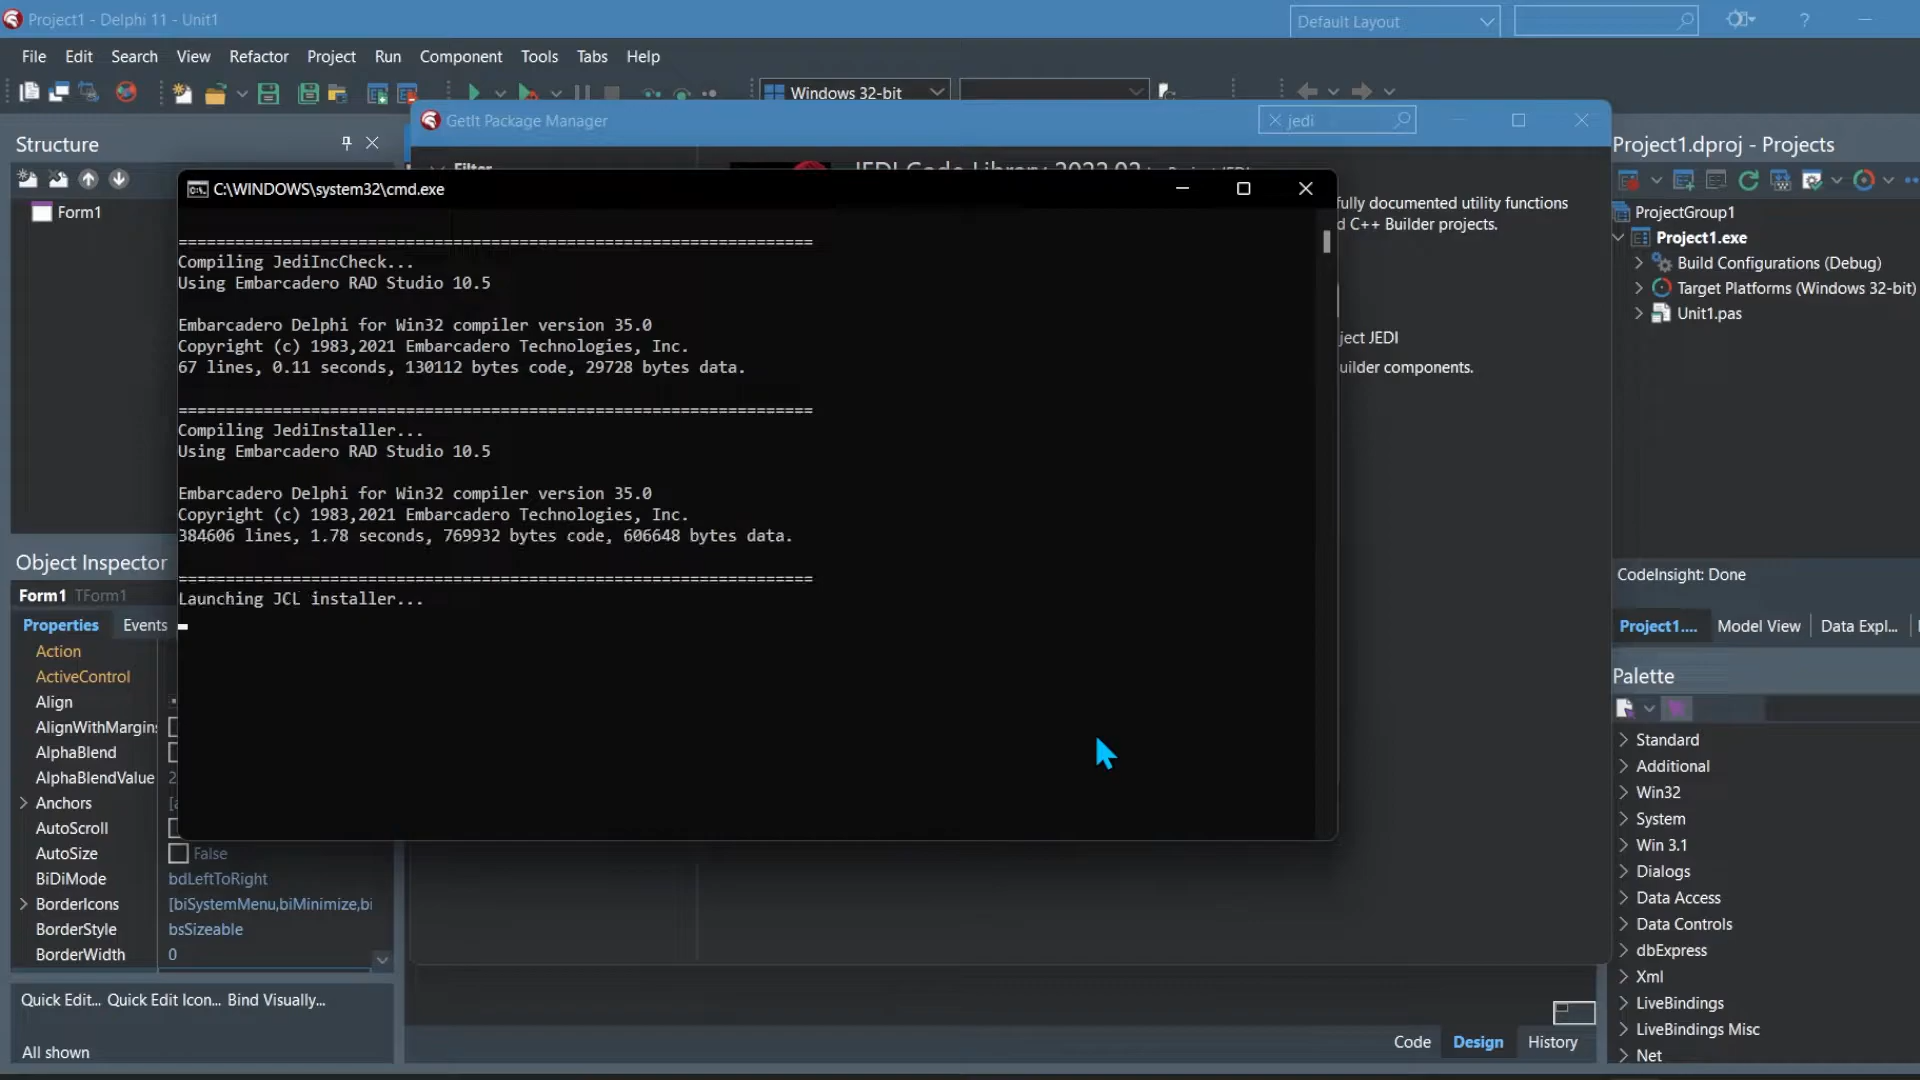 Project1 - Delphi 11 - Unit1
Default Layout
?
File Edit Search View Refactor Project Run Component Tools Tabs Help
Windows 32-bit
Structure
Form1
GetIt Package Manager
jedi
Filter
JEDI Code Library 2022.02
fully documented utility functions
d C++ Builder projects.
ject JEDI
uilder components.
C:\WINDOWS\system32\cmd.exe
===================================================================
Compiling JediIncCheck...
Using Embarcadero RAD Studio 10.5
Embarcadero Delphi for Win32 compiler version 35.0
Copyright (c) 1983,2021 Embarcadero Technologies, Inc.
67 lines, 0.11 seconds, 130112 bytes code, 29728 bytes data.
===================================================================
Compiling JediInstaller...
Using Embarcadero RAD Studio 10.5
Embarcadero Delphi for Win32 compiler version 35.0
Copyright (c) 1983,2021 Embarcadero Technologies, Inc.
384606 lines, 1.78 seconds, 769932 bytes code, 606648 bytes data.
===================================================================
Launching JCL installer...
Object Inspector
Form1 TForm1
Properties Events
Action
ActiveControl
Align
AlignWithMargins
AlphaBlend
AlphaBlendValue 2
Anchors [a
AutoScroll
AutoSize False
BiDiMode bdLeftToRight
BorderIcons [biSystemMenu,biMinimize,bi
BorderStyle bsSizeable
BorderWidth 0
Quick Edit... Quick Edit Icon... Bind Visually...
All shown
Code Design History
Project1.dproj - Projects
ProjectGroup1
Project1.exe
Build Configurations (Debug)
Target Platforms (Windows 32-bit)
Unit1.pas
CodeInsight: Done
Project1.... Model View Data Expl...
Palette
Standard
Additional
Win32
System
Win 3.1
Dialogs
Data Access
Data Controls
dbExpress
Xml
LiveBindings
LiveBindings Misc
Net